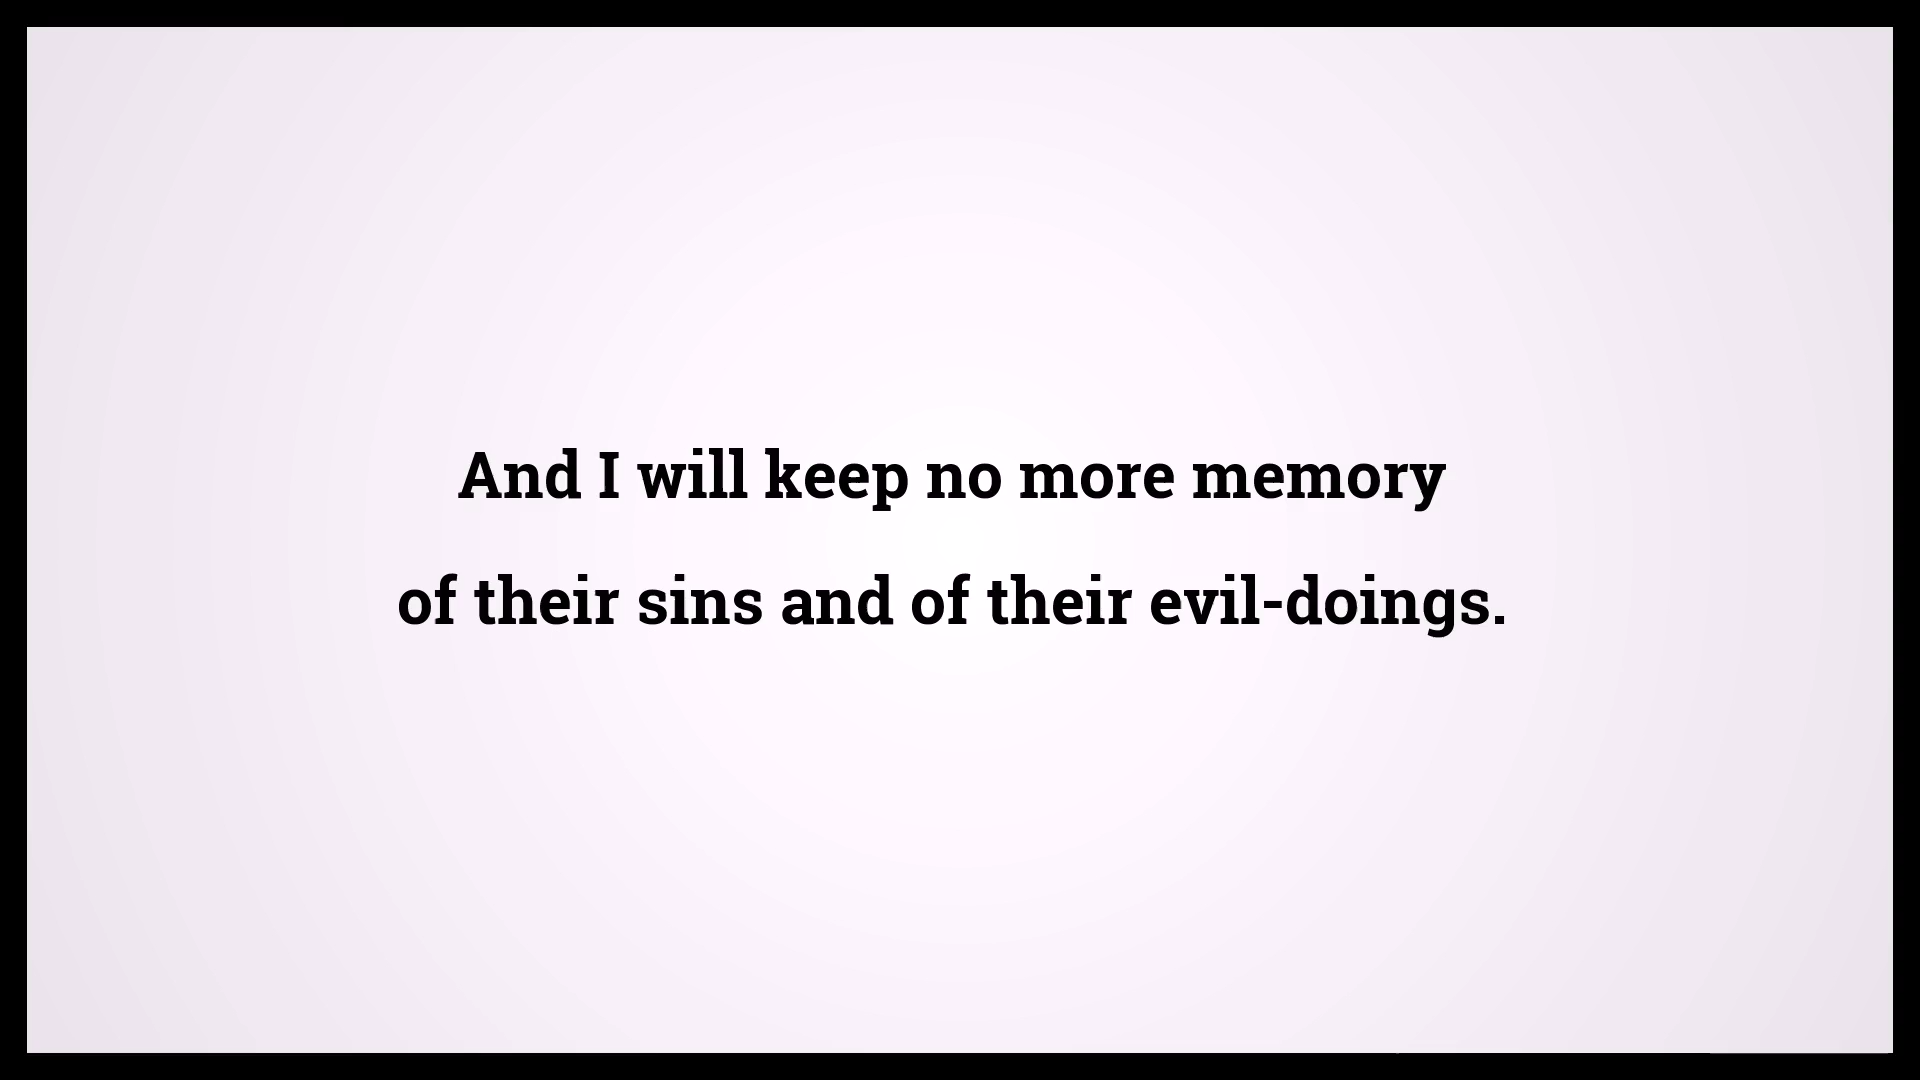 And I will keep no more memory
of their sins and of their evil-doings.